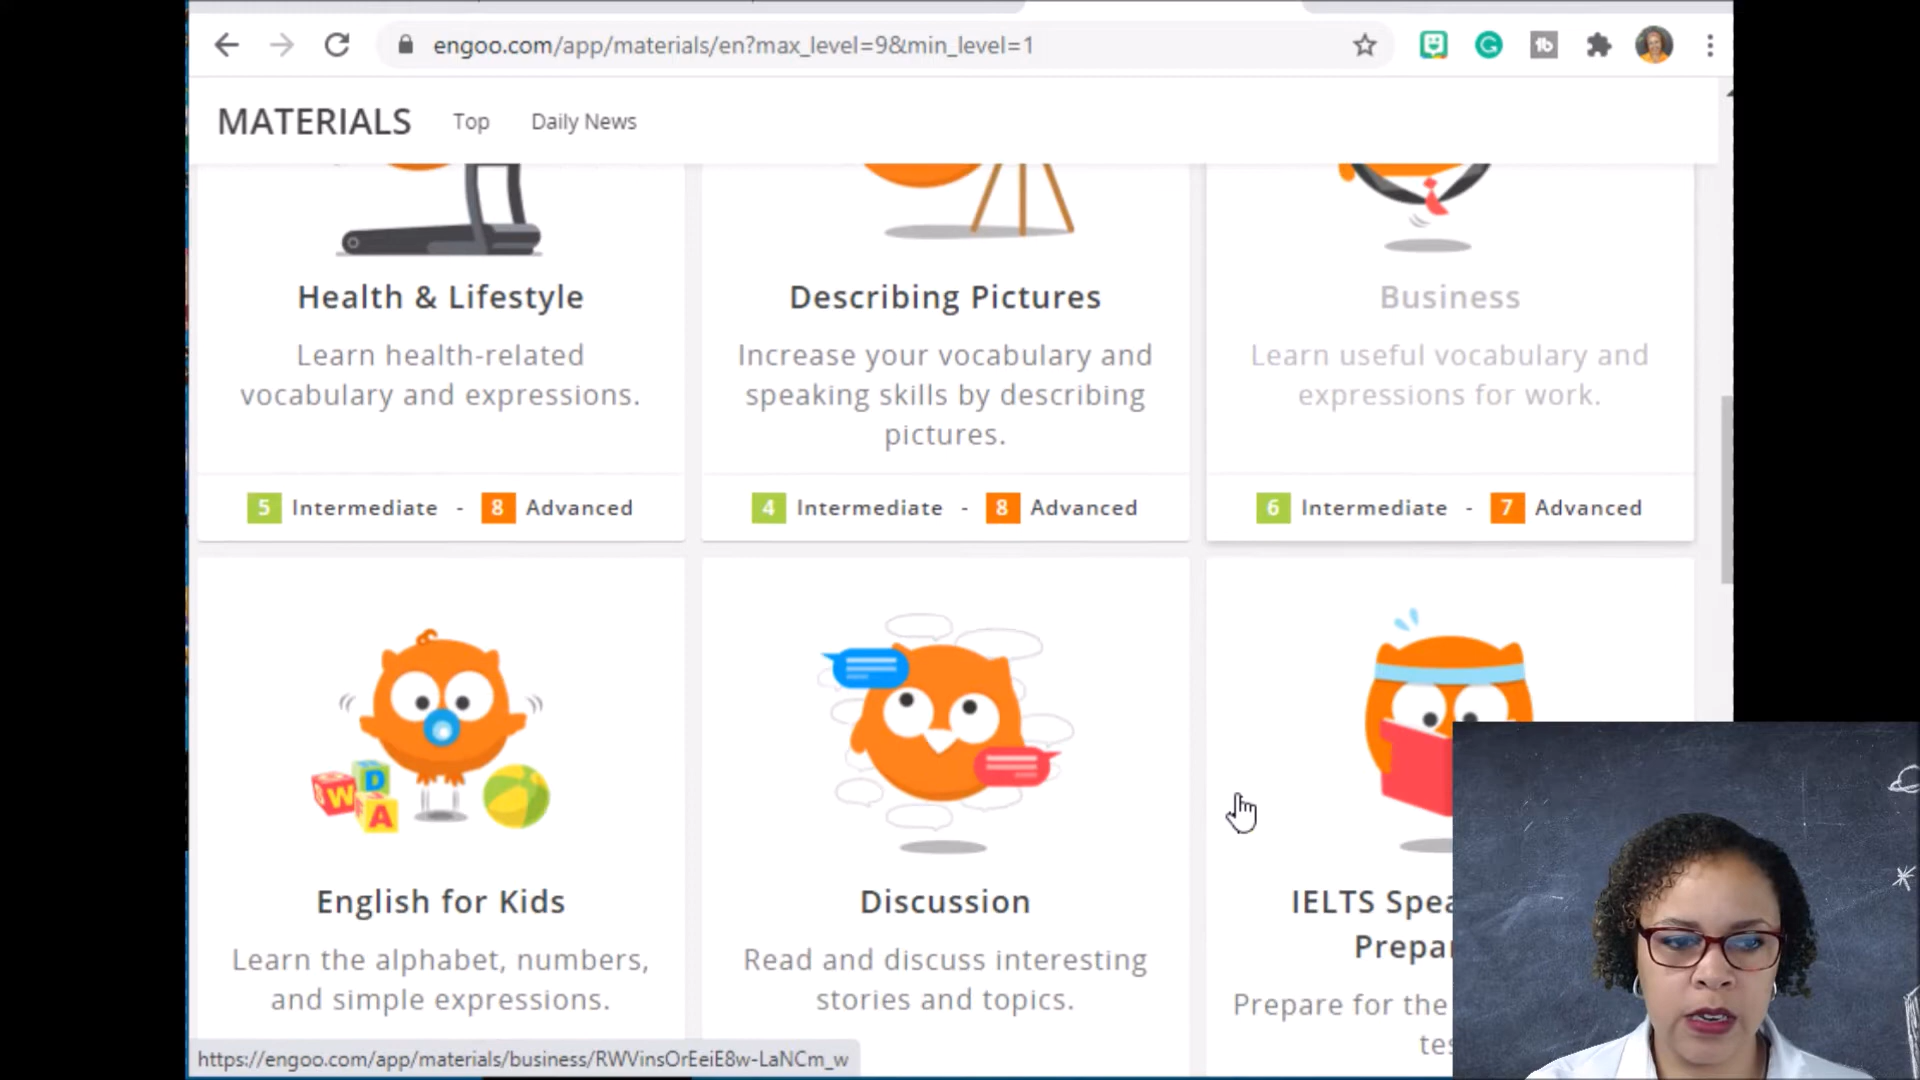 engoo.com/app/materials/en?max_level=9&min_level=1
MATERIALS Top Daily News
Health & Lifestyle
Learn health-related
vocabulary and expressions.
5 Intermediate - 8 Advanced
Describing Pictures
Increase your vocabulary and
speaking skills by describing
pictures.
4 Intermediate - 8 Advanced
Business
Learn useful vocabulary and
expressions for work.
6 Intermediate - 7 Advanced
W D A
English for Kids
Learn the alphabet, numbers,
and simple expressions.
Discussion
Read and discuss interesting
stories and topics.
IELTS
Prepare for the
https://engoo.com/app/materials/business/RWVinsOrEeiE8w-LaNCm_w